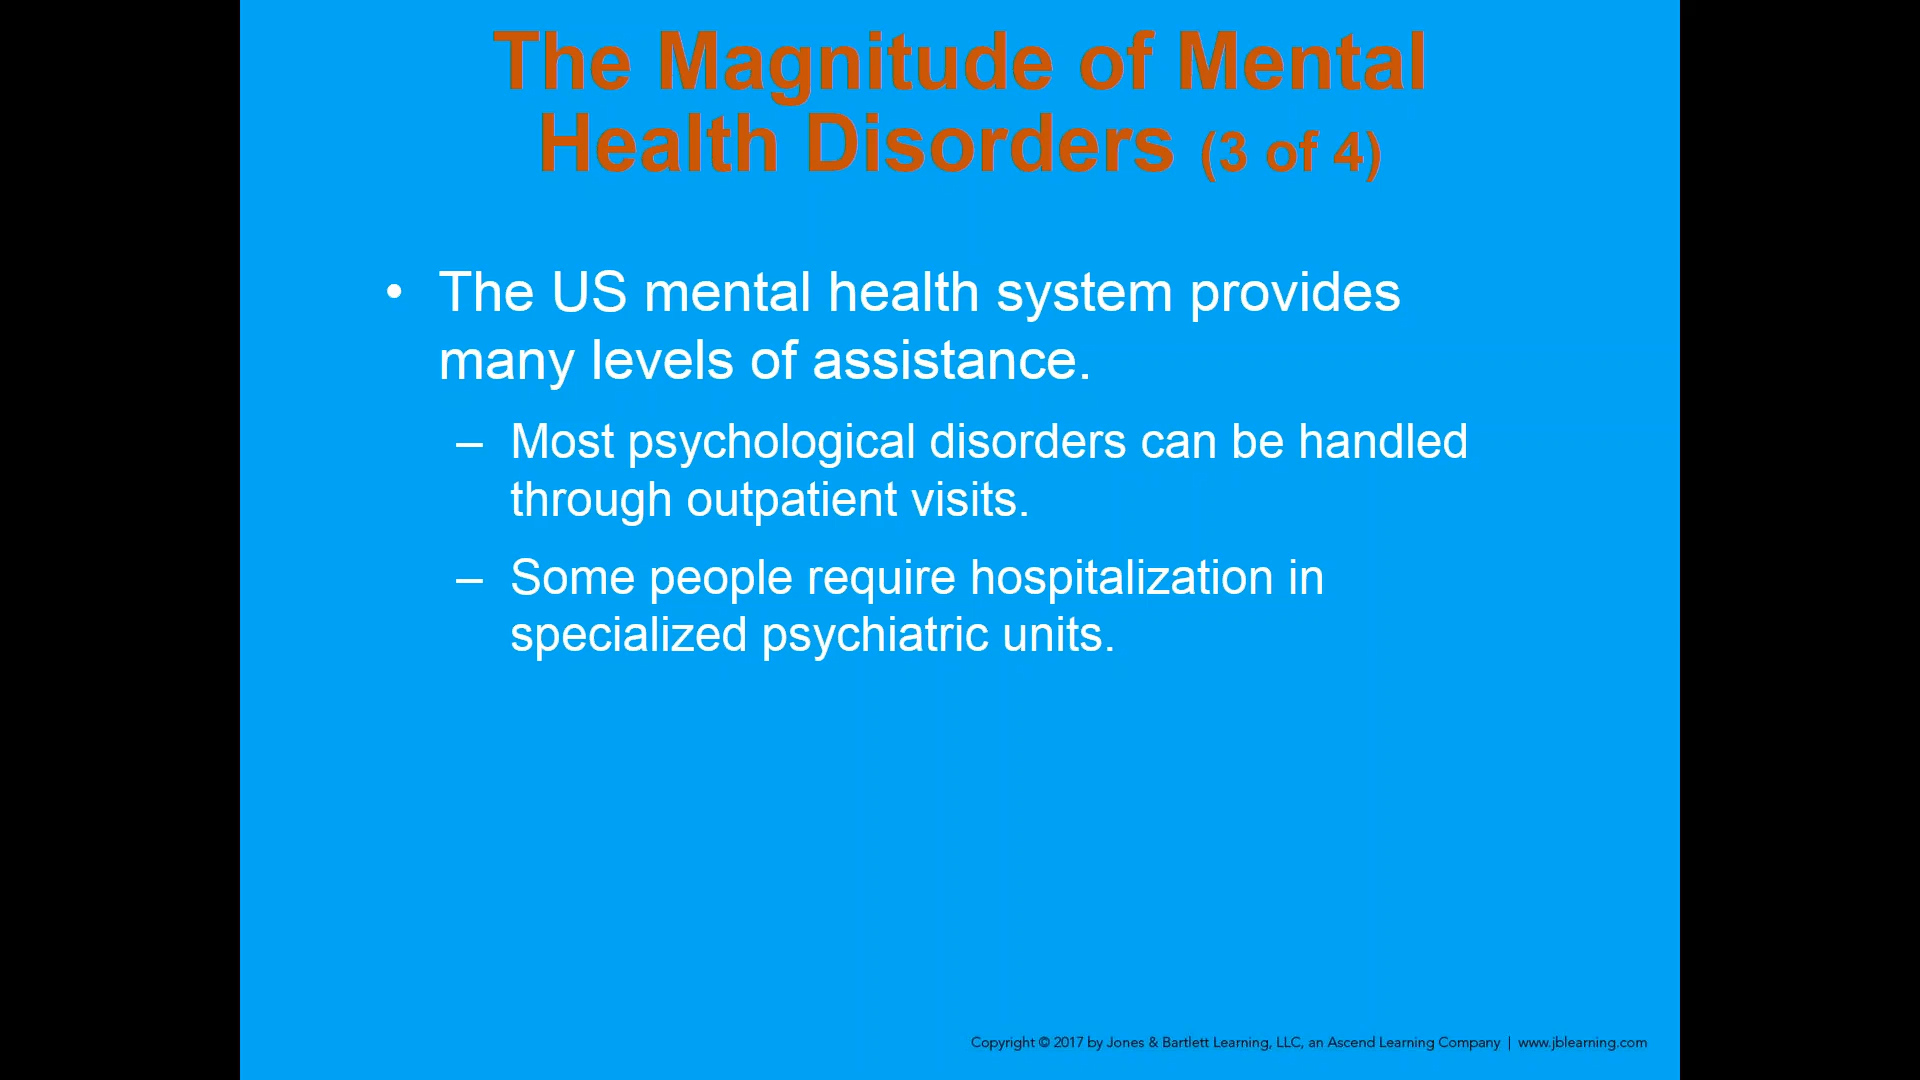 The Magnitude of Mental
Health Disorders (3 of 4)
• The US mental health system provides
many levels of assistance.
– Most psychological disorders can be handled
through outpatient visits.
– Some people require hospitalization in
specialized psychiatric units.
Copyright © 2017 by Jones & Bartlett Learning, LLC, an Ascend Learning Company | www.jblearning.com